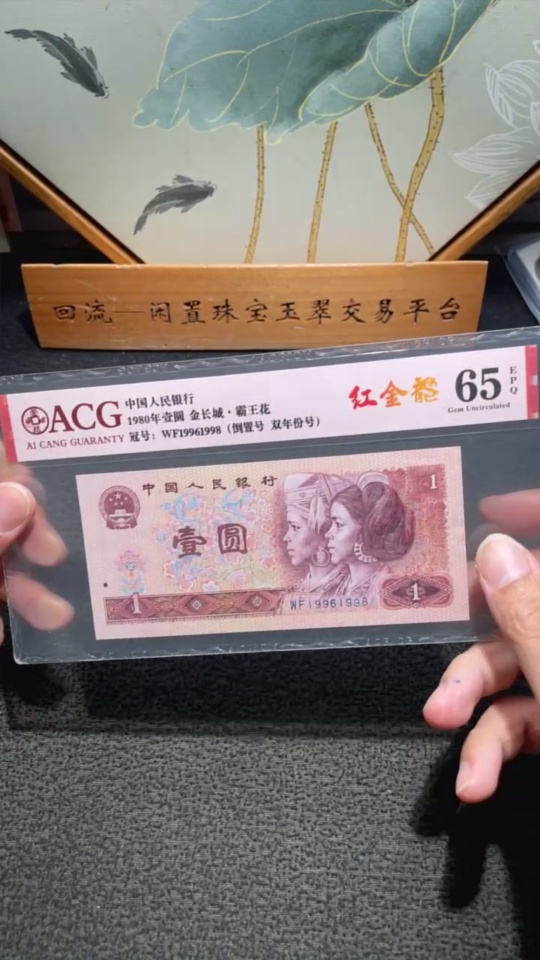 回流—闲置珠宝玉翠交易平台
ACG
AI CANG GUARANTY
中国人民银行
1980年壹圆 金长城·霸王花
冠号: WF19961998 (倒置号 双年份号)
红金龙
65
EPQ
Gem Uncirculated
中国人民银行
1
壹圆
1
WF19961998
1